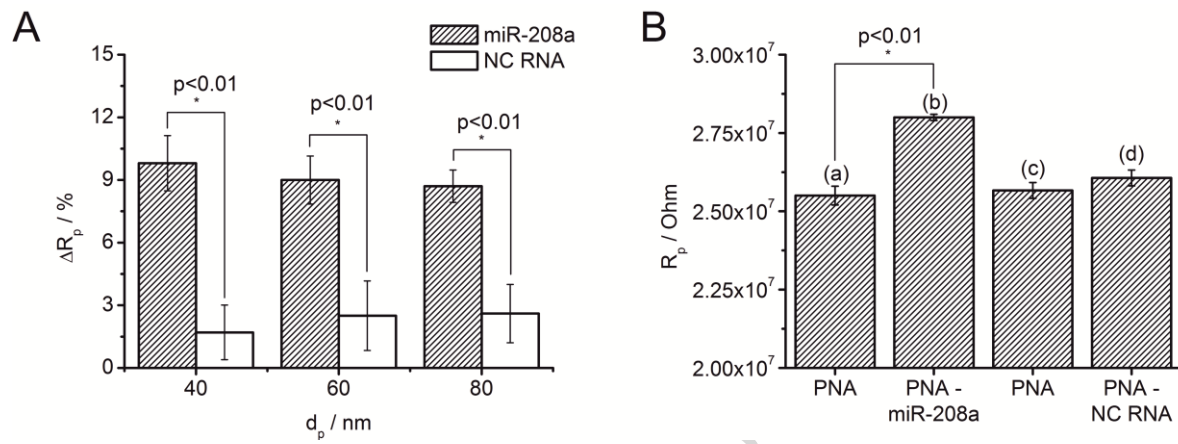 A
ΔRp / %
15
12
9
6
3
0
miR-208a
NC RNA
p<0.01
*
p<0.01
*
p<0.01
*
40
60
80
dp / nm
B
Rp / Ohm
3.00x10⁷
2.75x10⁷
2.50x10⁷
2.25x10⁷
2.00x10⁷
p<0.01
*
(a)
(b)
(c)
(d)
PNA
PNA -
miR-208a
PNA
PNA -
NC RNA